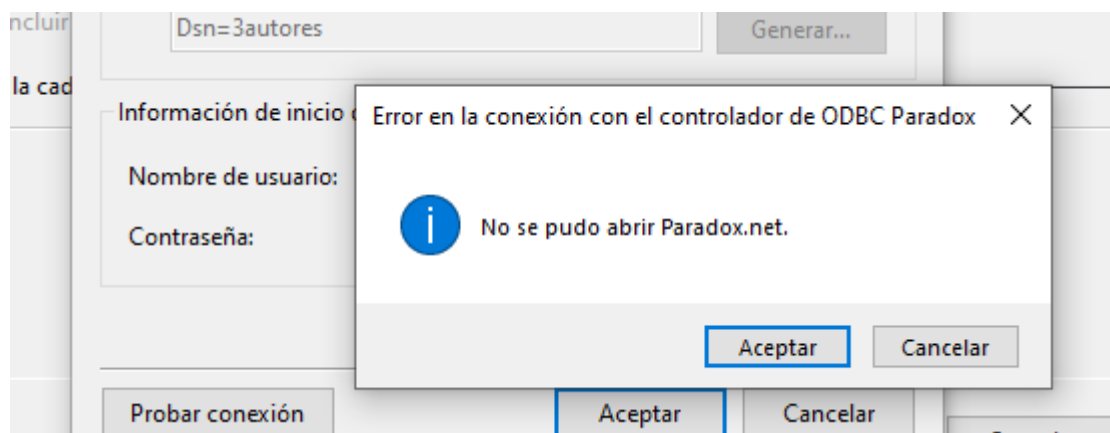 Dsn=3autores
Generar...
la cad
Información de inicio
Error en la conexión con el controlador de ODBC Paradox
Nombre de usuario:
No se pudo abrir Paradox.net.
Contraseña:
Aceptar
Cancelar
Probar conexión
Aceptar
Cancelar